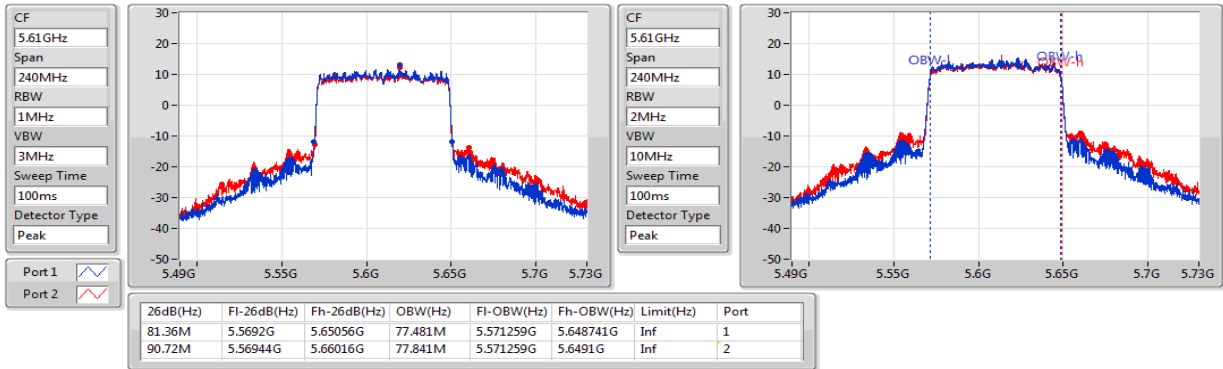 CF
5.61GHz
Span
240MHz
RBW
1MHz
VBW
3MHz
Sweep Time
100ms
Detector Type
Peak
Port 1
Port 2
30
20
10
0
-10
-20
-30
-40
-50
5.49G 5.55G 5.6G 5.65G 5.7G 5.73G
CF
5.61GHz
Span
240MHz
RBW
2MHz
VBW
10MHz
Sweep Time
100ms
Detector Type
Peak
30
20
10
0
-10
-20
-30
-40
-50
OBW-l OBW-h
OBW-h
5.49G 5.55G 5.6G 5.65G 5.7G 5.73G
26dB(Hz) Fl-26dB(Hz) Fh-26dB(Hz) OBW(Hz) Fl-OBW(Hz) Fh-OBW(Hz) Limit(Hz) Port
81.36M 5.5692G 5.65056G 77.481M 5.571259G 5.648741G Inf 1
90.72M 5.56944G 5.66016G 77.841M 5.571259G 5.6491G Inf 2